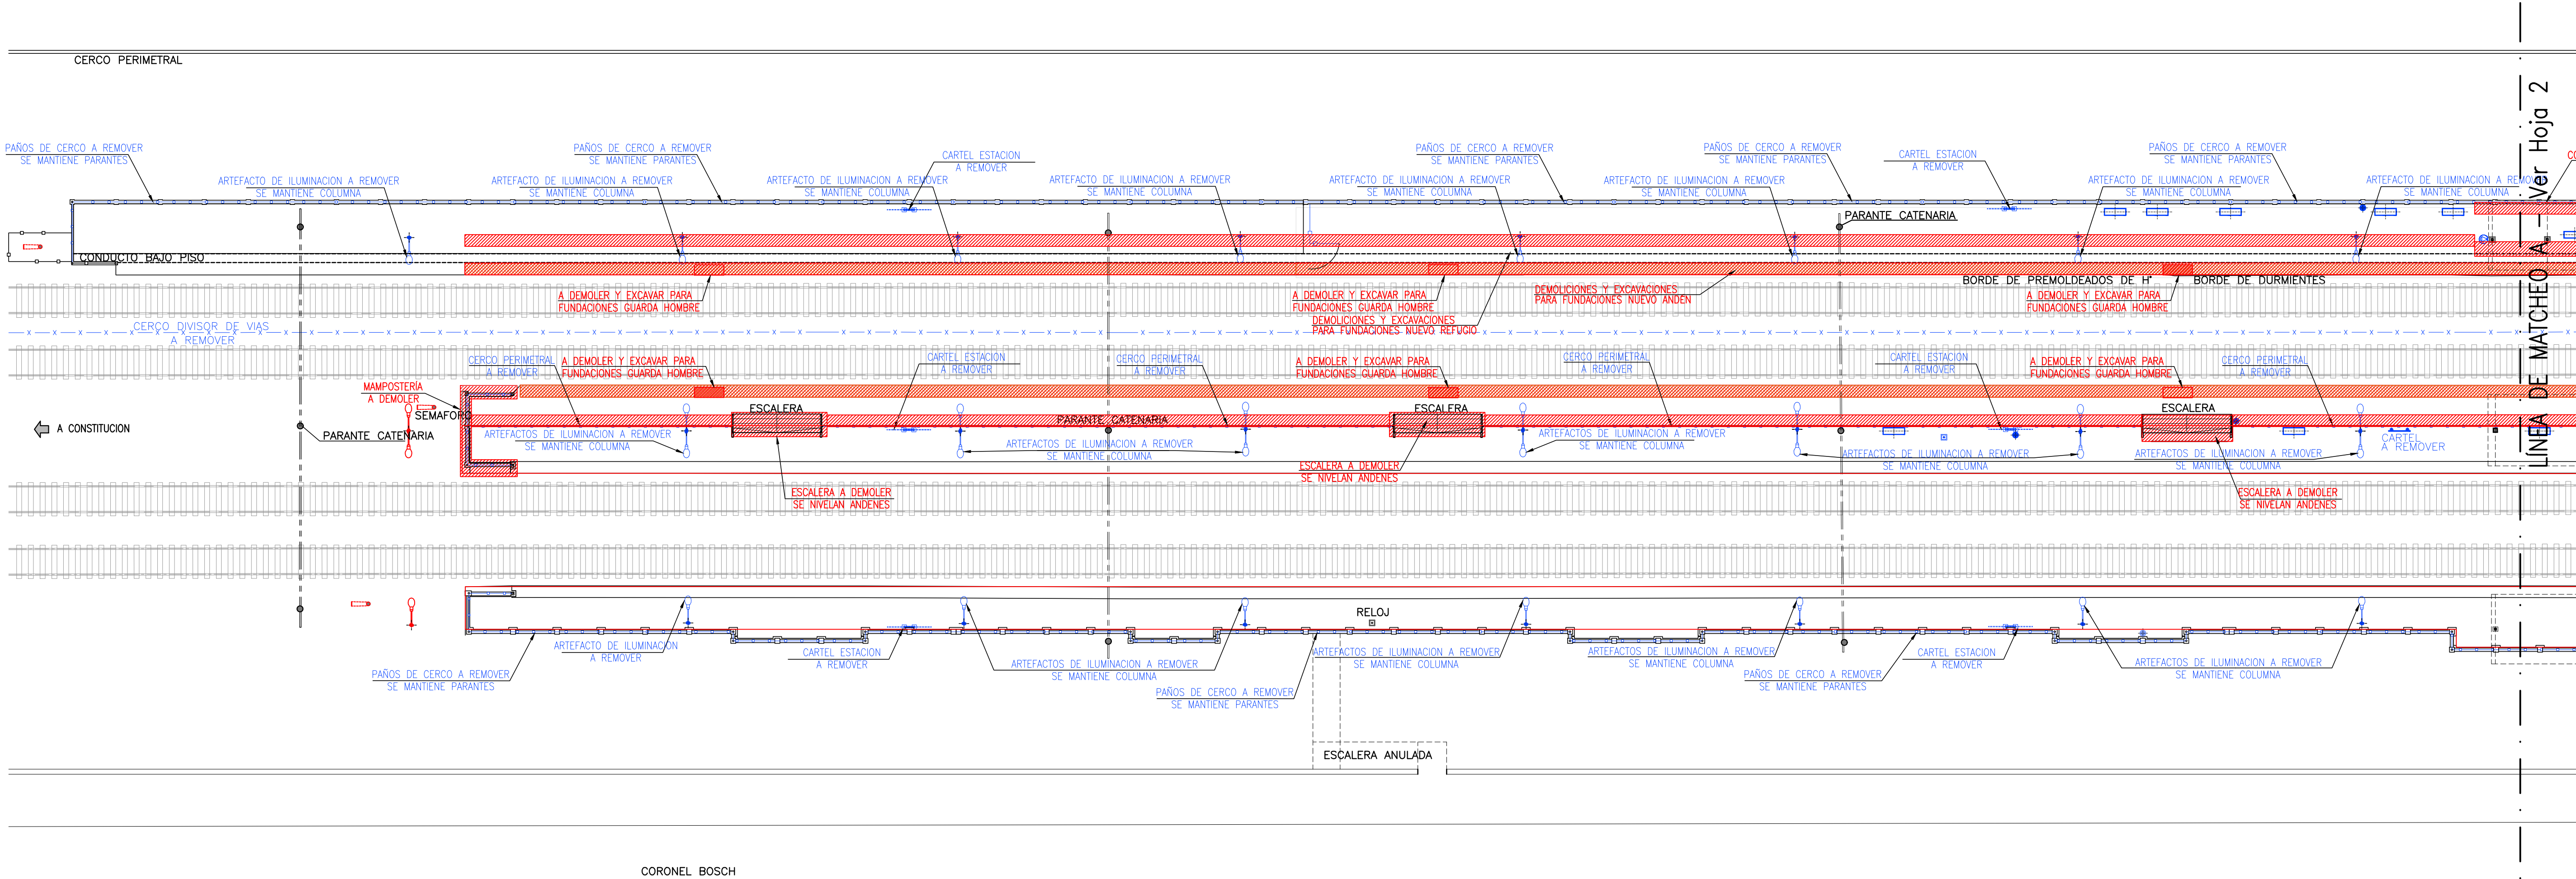 CERCO PERIMETRAL
LÍNEA DE MATCHEO A - Ver Hoja 2
PAÑOS DE CERCO A REMOVER
SE MANTIENE PARANTES
PAÑOS DE CERCO A REMOVER
SE MANTIENE PARANTES
CARTEL ESTACION
A REMOVER
PAÑOS DE CERCO A REMOVER
SE MANTIENE PARANTES
PAÑOS DE CERCO A REMOVER
SE MANTIENE PARANTES
CARTEL ESTACION
A REMOVER
PAÑOS DE CERCO A REMOVER
SE MANTIENE PARANTES
ARTEFACTO DE ILUMINACION A REMOVER
SE MANTIENE COLUMNA
ARTEFACTO DE ILUMINACION A REMOVER
SE MANTIENE COLUMNA
ARTEFACTO DE ILUMINACION A REMOVER
SE MANTIENE COLUMNA
ARTEFACTO DE ILUMINACION A REMOVER
SE MANTIENE COLUMNA
ARTEFACTO DE ILUMINACION A REMOVER
SE MANTIENE COLUMNA
ARTEFACTO DE ILUMINACION A REMOVER
SE MANTIENE COLUMNA
ARTEFACTO DE ILUMINACION A REMOVER
SE MANTIENE COLUMNA
ARTEFACTO DE ILUMINACION A REMOVER
SE MANTIENE COLUMNA
PARANTE CATENARIA
CONDUCTO BAJO PISO
A DEMOLER Y EXCAVAR PARA
FUNDACIONES GUARDA HOMBRE
A DEMOLER Y EXCAVAR PARA
FUNDACIONES GUARDA HOMBRE
DEMOLICIONES Y EXCAVACIONES
PARA FUNDACIONES NUEVO REFUGIO
DEMOLICIONES Y EXCAVACIONES
PARA FUNDACIONES NUEVO ANDEN
BORDE DE PREMOLDEADOS DE H°
BORDE DE DURMIENTES
A DEMOLER Y EXCAVAR PARA
FUNDACIONES GUARDA HOMBRE
CERCO DIVISOR DE VIAS
A REMOVER
CERCO PERIMETRAL
A REMOVER
A DEMOLER Y EXCAVAR PARA
FUNDACIONES GUARDA HOMBRE
CARTEL ESTACION
A REMOVER
CERCO PERIMETRAL
A REMOVER
A DEMOLER Y EXCAVAR PARA
FUNDACIONES GUARDA HOMBRE
CERCO PERIMETRAL
A REMOVER
CARTEL ESTACION
A REMOVER
A DEMOLER Y EXCAVAR PARA
FUNDACIONES GUARDA HOMBRE
CERCO PERIMETRAL
A REMOVER
MAMPOSTERÍA
A DEMOLER
SEMAFORO
ESCALERA
PARANTE CATENARIA
ESCALERA
ESCALERA
A CONSTITUCION
PARANTE CATENARIA
ARTEFACTOS DE ILUMINACION A REMOVER
SE MANTIENE COLUMNA
ARTEFACTOS DE ILUMINACION A REMOVER
SE MANTIENE COLUMNA
ARTEFACTOS DE ILUMINACION A REMOVER
SE MANTIENE COLUMNA
ARTEFACTOS DE ILUMINACION A REMOVER
SE MANTIENE COLUMNA
ARTEFACTOS DE ILUMINACION A REMOVER
SE MANTIENE COLUMNA
CARTEL
A REMOVER
ESCALERA A DEMOLER
SE NIVELAN ANDENES
ESCALERA A DEMOLER
SE NIVELAN ANDENES
ESCALERA A DEMOLER
SE NIVELAN ANDENES
RELOJ
ARTEFACTO DE ILUMINACION
A REMOVER
CARTEL ESTACION
A REMOVER
ARTEFACTOS DE ILUMINACION A REMOVER
SE MANTIENE COLUMNA
ARTEFACTOS DE ILUMINACION A REMOVER
SE MANTIENE COLUMNA
ARTEFACTOS DE ILUMINACION A REMOVER
SE MANTIENE COLUMNA
CARTEL ESTACION
A REMOVER
ARTEFACTOS DE ILUMINACION A REMOVER
SE MANTIENE COLUMNA
PAÑOS DE CERCO A REMOVER
SE MANTIENE PARANTES
PAÑOS DE CERCO A REMOVER
SE MANTIENE PARANTES
PAÑOS DE CERCO A REMOVER
SE MANTIENE PARANTES
ESCALERA ANULADA
CORONEL BOSCH